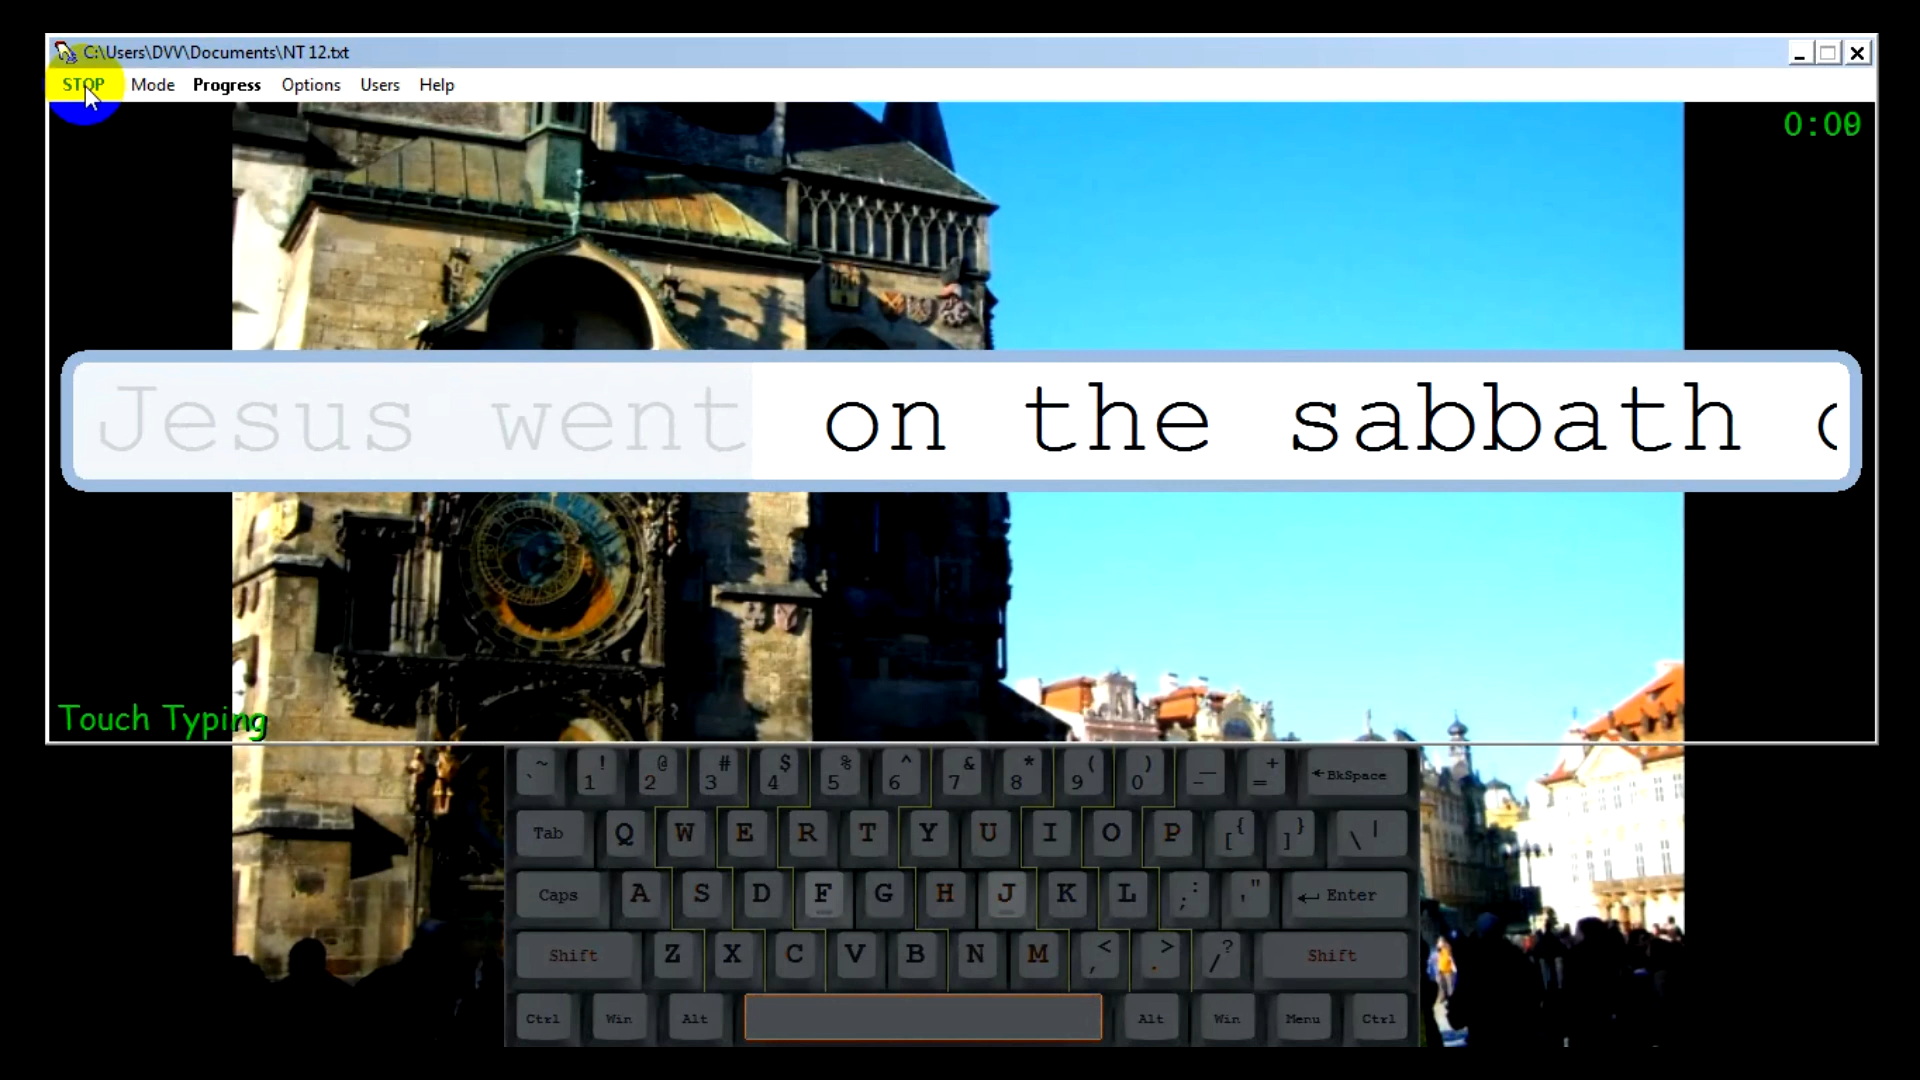 C:\Users\DVV\Documents\NT 12.txt
STOP Mode Progress Options Users Help
0:00
Jesus went on the sabbath
Touch Typing
` ~ ! 1 @ 2 # 3 $ 4 % 5 ^ 6 & 7 * 8 ( 9 ) 0 _ - + = ←BkSpace
Tab Q W E R T Y U I O P { [ } ] | \
Caps A S D F G H J K L : ; " ' ↵ Enter
Shift Z X C V B N M < , > . ? / Shift
Ctrl Win Alt Alt Win Menu Ctrl